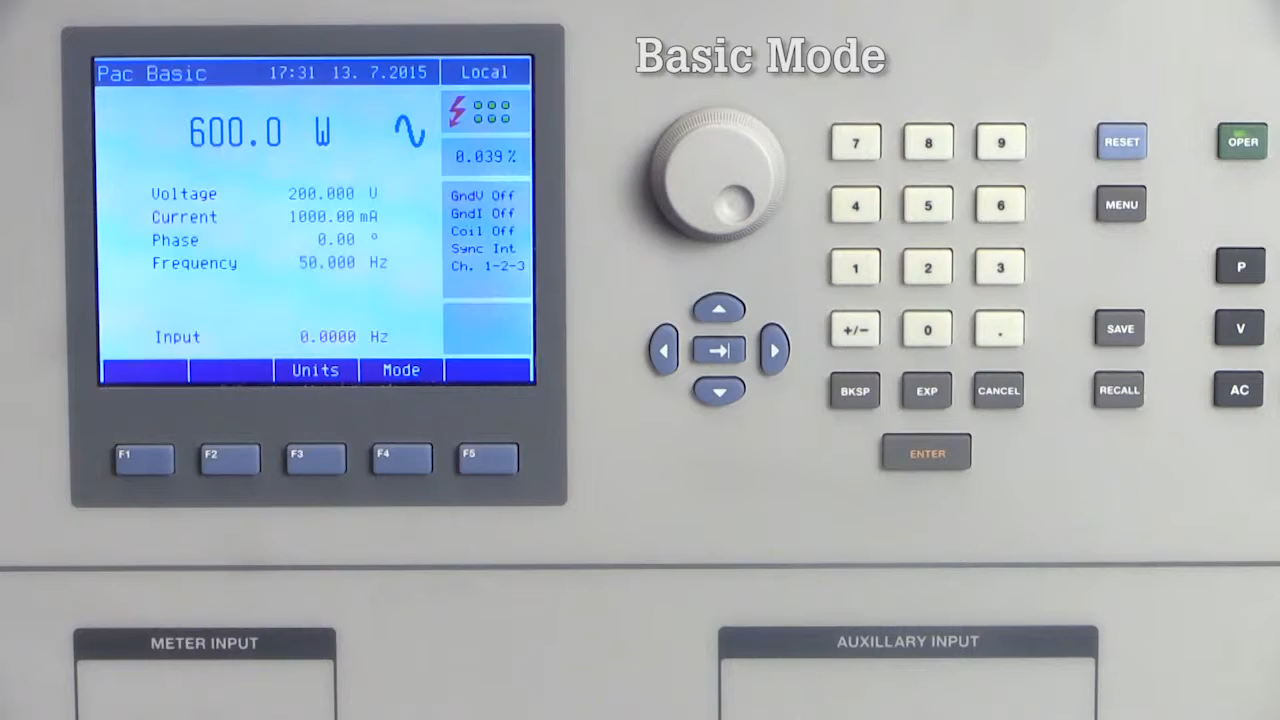 Basic Mode
Pac Basic 17:31 13. 7.2015 Local
600.0 W
0.039 %
Voltage 200.000 V
Current 1000.00 mA
Phase 0.00 °
Frequency 50.000 Hz
GndV Off
GndI Off
Coil Off
Sync Int
Ch. 1-2-3
Input 0.0000 Hz
Units Mode
F1 F2 F3 F4 F5
7 8 9 RESET OPER
4 5 6 MENU
1 2 3 P
+/− 0 . SAVE V
BKSP EXP CANCEL RECALL AC
ENTER
METER INPUT
AUXILLARY INPUT